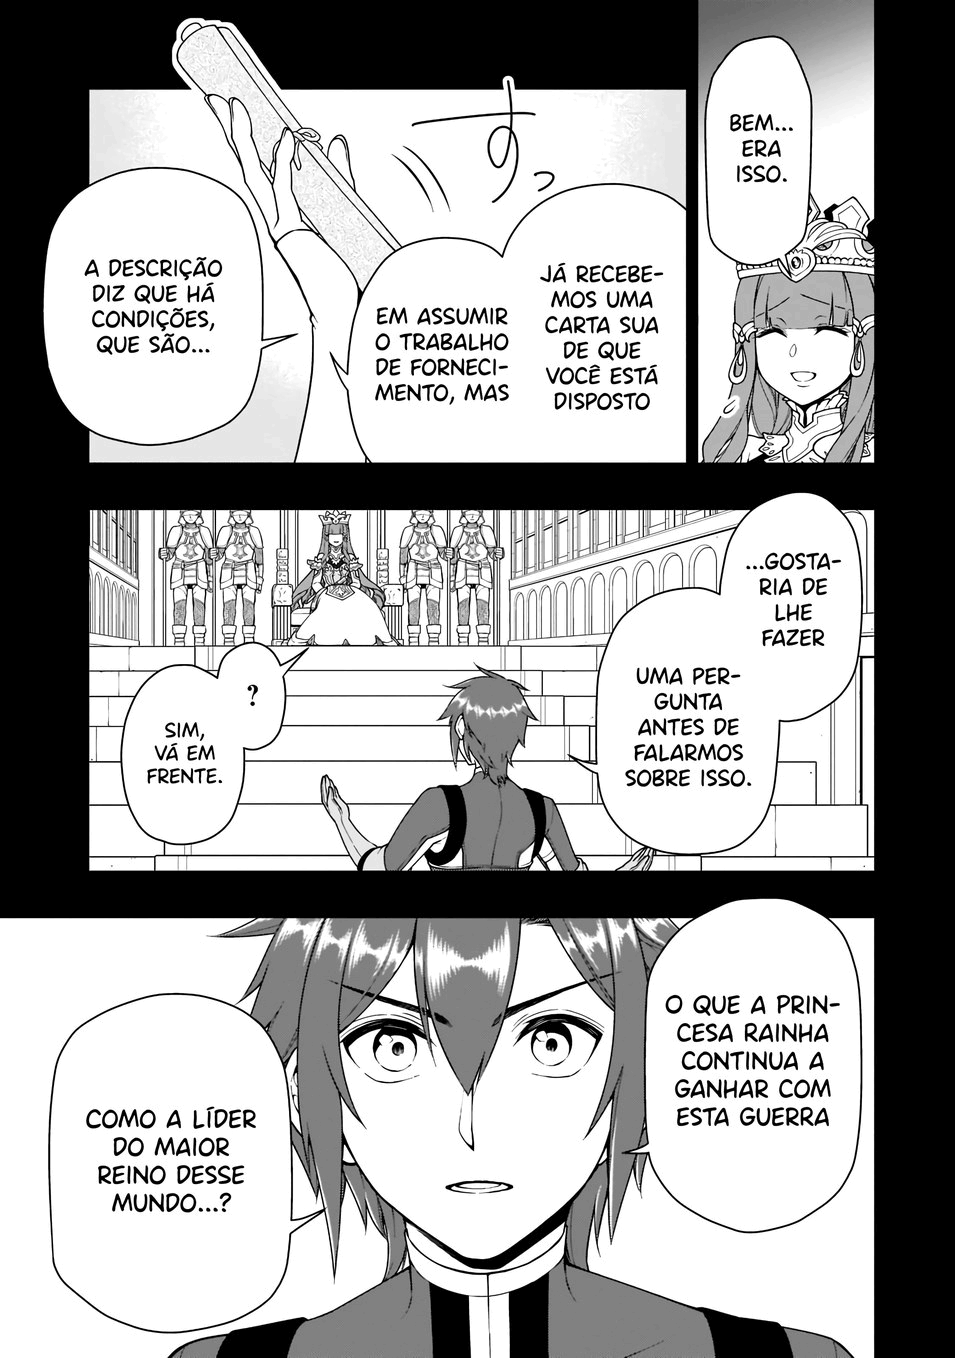 BEM...
ERA
ISSO.
すっ
JÁ RECEBE-
MOS UMA
CARTA SUA
DE QUE
VOCÊ ESTÁ
DISPOSTO
EM ASSUMIR
O TRABALHO
DE FORNECI-
MENTO, MAS
A DESCRIÇÃO
DIZ QUE HÁ
CONDIÇÕES,
QUE SÃO...
...GOSTA-
RIA DE
LHE
FAZER
UMA PER-
GUNTA
ANTES DE
FALARMOS
SOBRE ISSO.
?
SIM,
VÁ EM
FRENTE.
O QUE A PRIN-
CESA RAINHA
CONTINUA A
GANHAR COM
ESTA GUERRA
COMO A LÍDER
DO MAIOR
REINO DESSE
MUNDO...?